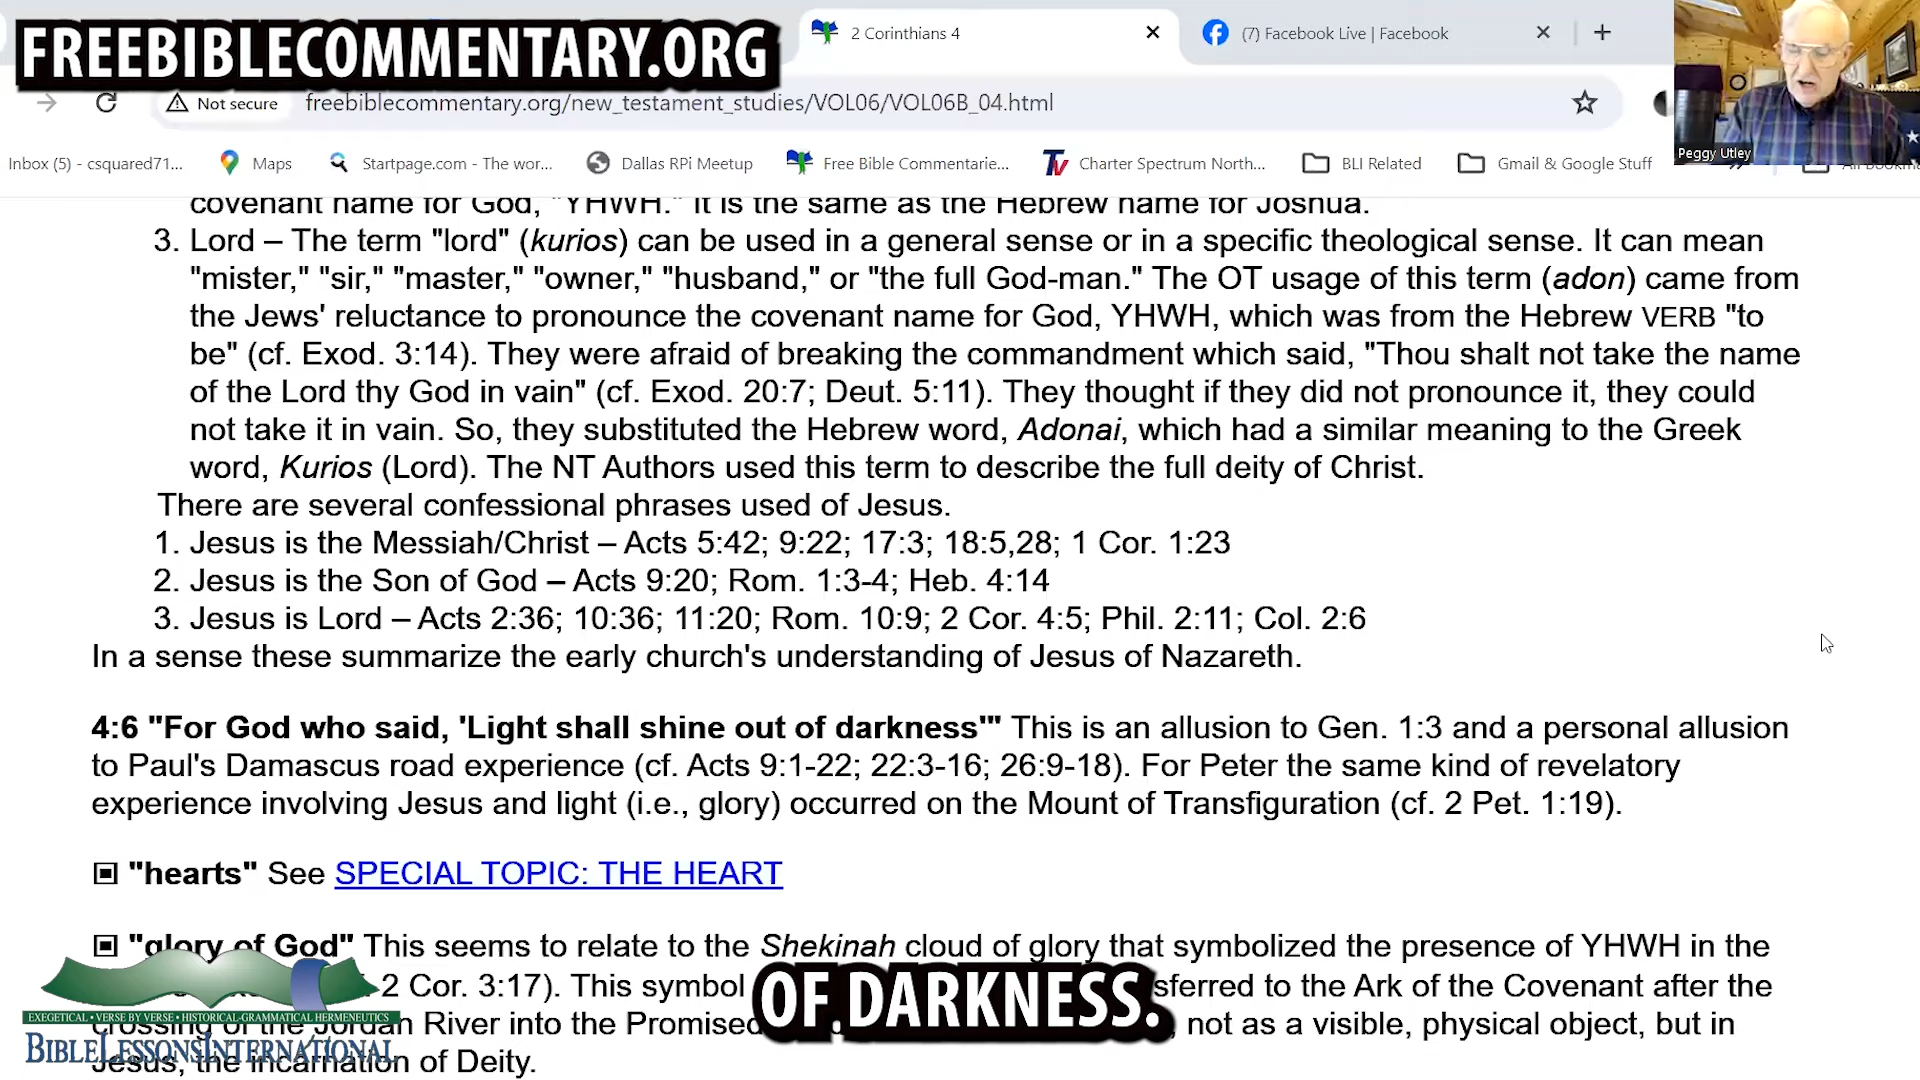 FREEBIBLECOMMENTARY.ORG
2 Corinthians 4
(7) Facebook Live | Facebook
Not secure
freebiblecommentary.org/new_testament_studies/VOL06/VOL06B_04.html
Peggy Utley
Inbox (5) - csquared71...
Maps
Startpage.com - The wor...
Dallas RPi Meetup
Free Bible Commentarie...
Charter Spectrum North...
BLI Related
Gmail & Google Stuff
All Bookm
covenant name for God, "YHWH." It is the same as the Hebrew name for Joshua.
3. Lord – The term "lord" (kurios) can be used in a general sense or in a specific theological sense. It can mean
"mister," "sir," "master," "owner," "husband," or "the full God-man." The OT usage of this term (adon) came from
the Jews' reluctance to pronounce the covenant name for God, YHWH, which was from the Hebrew VERB "to
be" (cf. Exod. 3:14). They were afraid of breaking the commandment which said, "Thou shalt not take the name
of the Lord thy God in vain" (cf. Exod. 20:7; Deut. 5:11). They thought if they did not pronounce it, they could
not take it in vain. So, they substituted the Hebrew word, Adonai, which had a similar meaning to the Greek
word, Kurios (Lord). The NT Authors used this term to describe the full deity of Christ.
There are several confessional phrases used of Jesus.
1. Jesus is the Messiah/Christ – Acts 5:42; 9:22; 17:3; 18:5,28; 1 Cor. 1:23
2. Jesus is the Son of God – Acts 9:20; Rom. 1:3-4; Heb. 4:14
3. Jesus is Lord – Acts 2:36; 10:36; 11:20; Rom. 10:9; 2 Cor. 4:5; Phil. 2:11; Col. 2:6
In a sense these summarize the early church's understanding of Jesus of Nazareth.
4:6 "For God who said, 'Light shall shine out of darkness'" This is an allusion to Gen. 1:3 and a personal allusion
to Paul's Damascus road experience (cf. Acts 9:1-22; 22:3-16; 26:9-18). For Peter the same kind of revelatory
experience involving Jesus and light (i.e., glory) occurred on the Mount of Transfiguration (cf. 2 Pet. 1:19).
"hearts" See SPECIAL TOPIC: THE HEART
"glory of God" This seems to relate to the Shekinah cloud of glory that symbolized the presence of YHWH in the
2 Cor. 3:17). This symbol sferred to the Ark of the Covenant after the
crossing of the Jordan River into the Promised not as a visible, physical object, but in
Jesus, the incarnation of Deity.
OF DARKNESS.
EXEGETICAL • VERSE BY VERSE • HISTORICAL-GRAMMATICAL HERMENEUTICS
BIBLELESSONSINTERNATIONAL